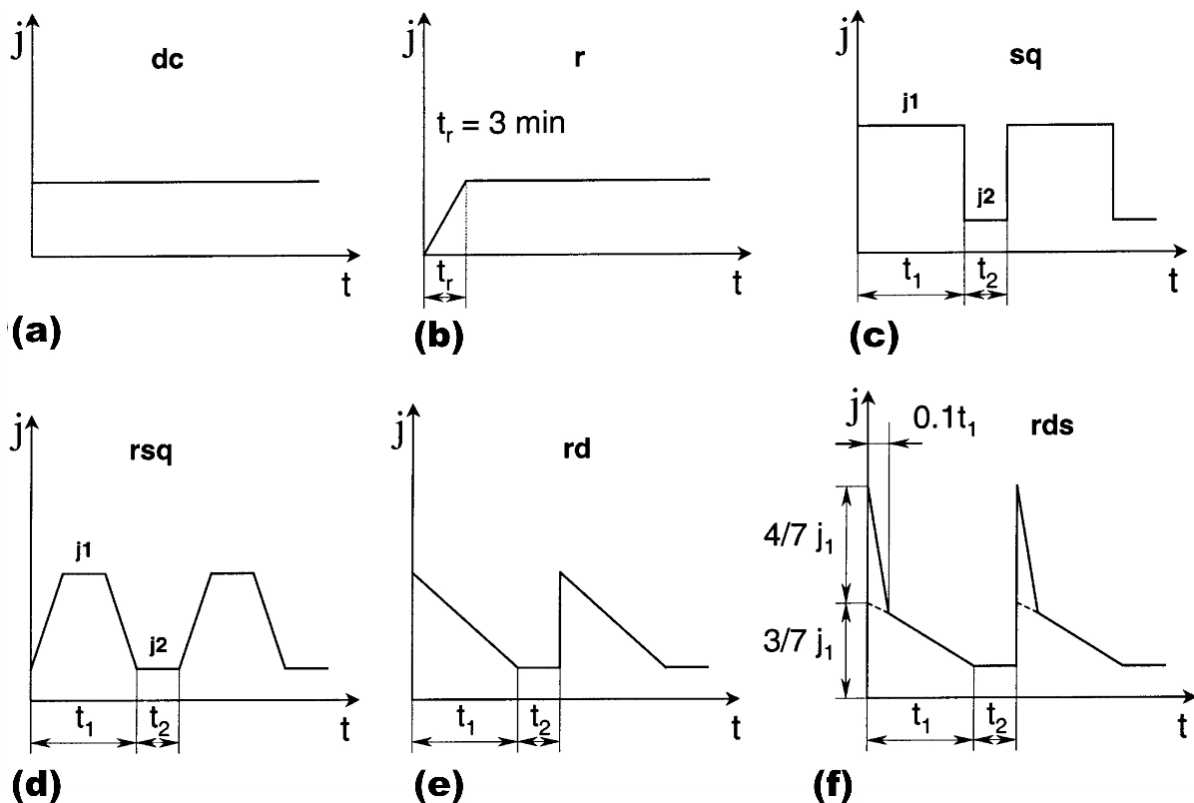 j
dc
t
(a)
j
r
t_r = 3 min
t_r
t
(b)
j
sq
j1
j2
t_1
t_2
t
(c)
j
rsq
j1
j2
t_1
t_2
t
(d)
j
rd
t_1
t_2
t
(e)
j
0.1t_1
rds
4/7 j_1
3/7 j_1
t_1
t_2
t
(f)